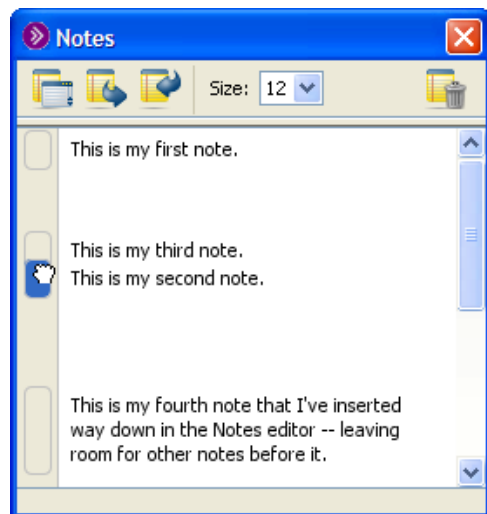 Notes
Size: 12
This is my first note.
This is my third note.
This is my second note.
This is my fourth note that I've inserted
way down in the Notes editor -- leaving
room for other notes before it.